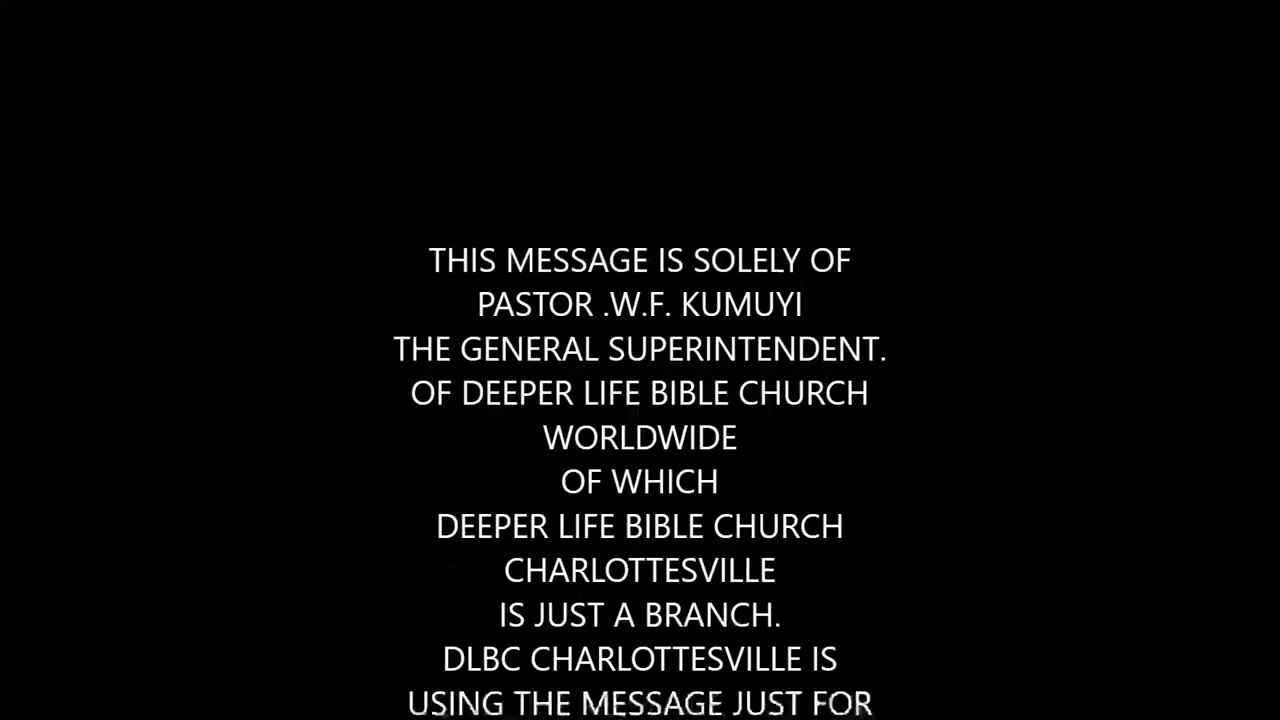 THIS MESSAGE IS SOLELY OF
PASTOR .W.F. KUMUYI
THE GENERAL SUPERINTENDENT.
OF DEEPER LIFE BIBLE CHURCH
WORLDWIDE
OF WHICH
DEEPER LIFE BIBLE CHURCH
CHARLOTTESVILLE
IS JUST A BRANCH.
DLBC CHARLOTTESVILLE IS
USING THE MESSAGE JUST FOR